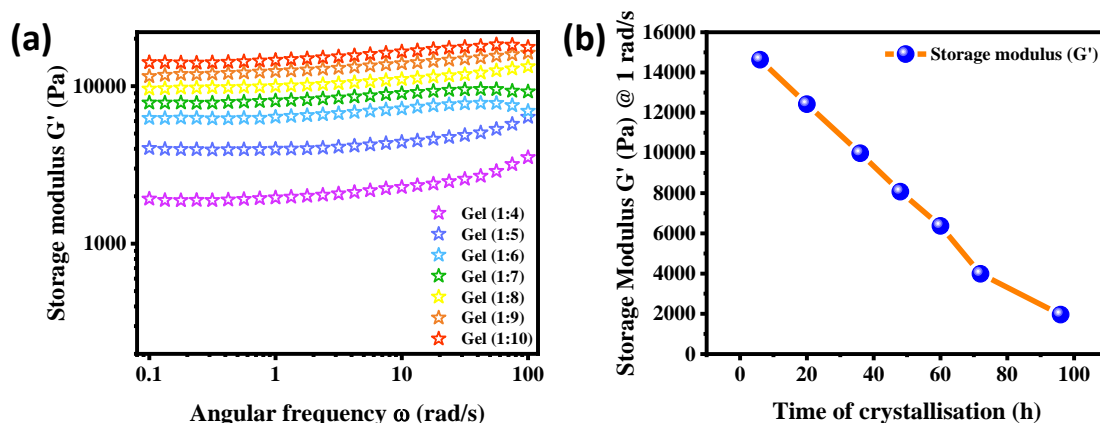 (a)
Storage modulus G' (Pa)
10000
1000
Gel (1:4)
Gel (1:5)
Gel (1:6)
Gel (1:7)
Gel (1:8)
Gel (1:9)
Gel (1:10)
0.1 1 10 100
Angular frequency ω (rad/s)
(b)
Storage Modulus G' (Pa) @ 1 rad/s
16000
14000
12000
10000
8000
6000
4000
2000
0
Storage modulus (G')
0 20 40 60 80 100
Time of crystallisation (h)